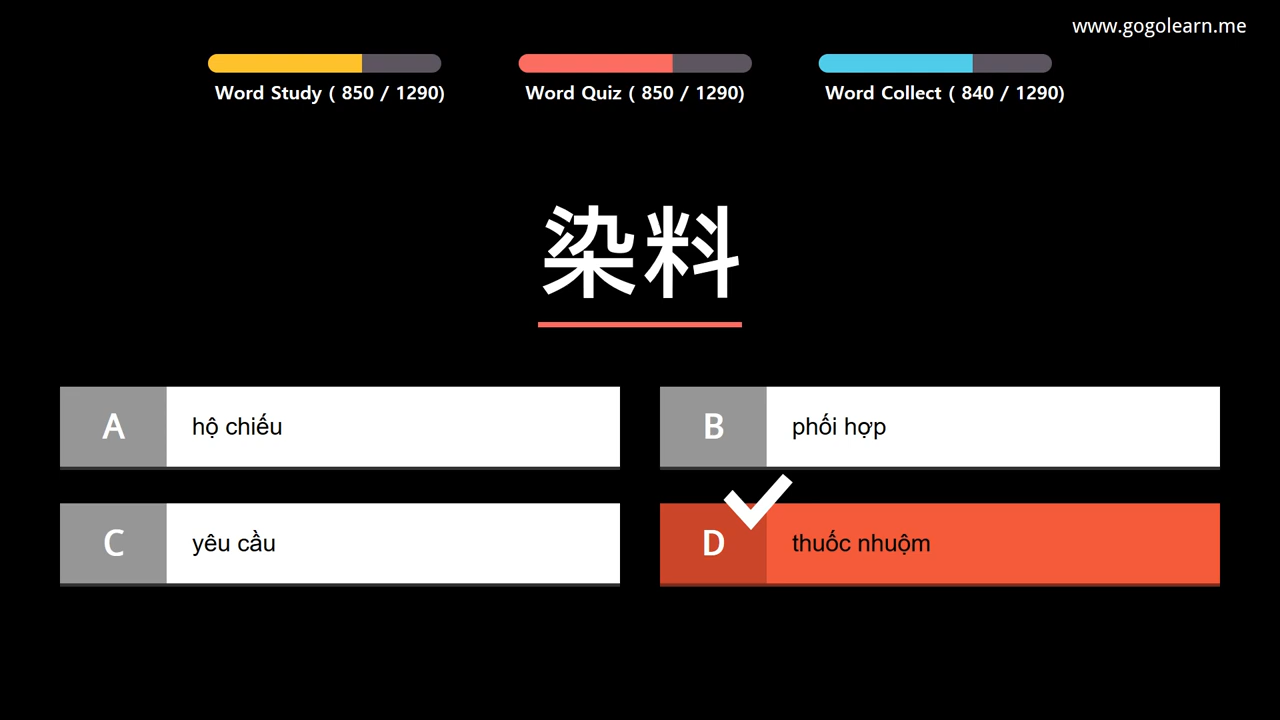 www.gogolearn.me
Word Study ( 850 / 1290)
Word Quiz ( 850 / 1290)
Word Collect ( 840 / 1290)
染料
A hộ chiếu
B phối hợp
C yêu cầu
D thuốc nhuộm